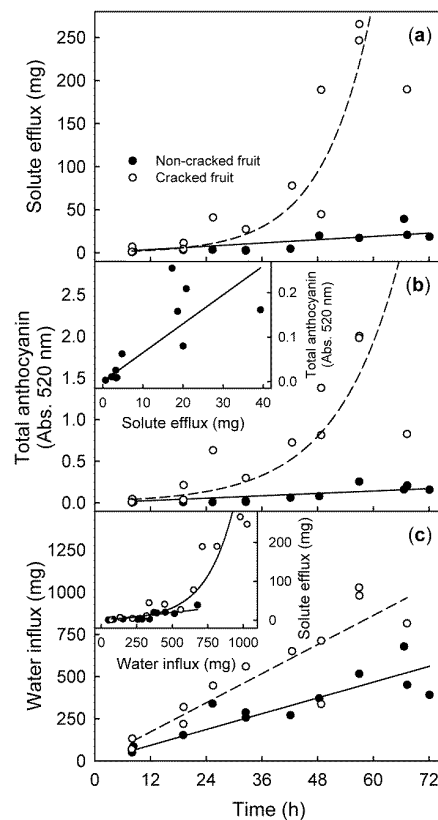 (a)
250
200
150
100
50
0
Solute efflux (mg)
Non-cracked fruit
Cracked fruit
(b)
2.5
2.0
1.5
1.0
0.5
0.0
Total anthocyanin
(Abs. 520 nm)
0.2
0.1
0.0
Total anthocyanin
(Abs. 520 nm)
0 10 20 30 40
Solute efflux (mg)
(c)
1250
1000
750
500
250
0
Water influx (mg)
200
100
0
Solute efflux (mg)
0 250 500 750 1000
Water influx (mg)
0 12 24 36 48 60 72
Time (h)